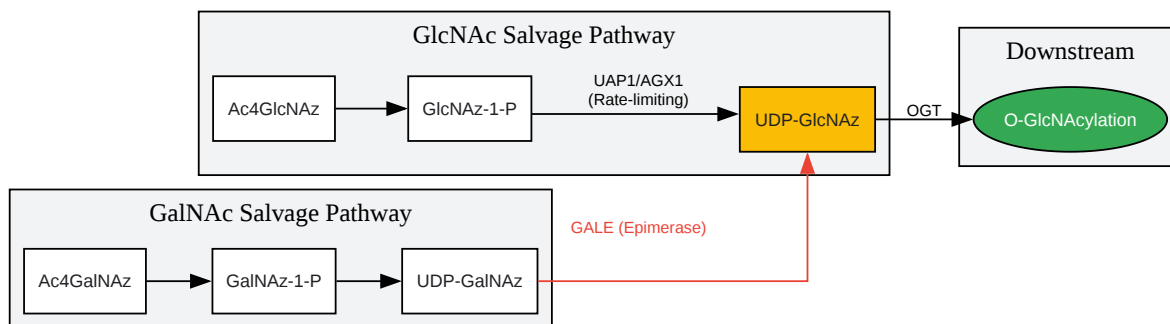 GlcNAc Salvage Pathway
Ac4GlcNAz
GlcNAz-1-P
UAP1/AGX1
(Rate-limiting)
UDP-GlcNAz
OGT
Downstream
O-GlcNAcylation
GalNAc Salvage Pathway
Ac4GalNAz
GalNAz-1-P
UDP-GalNAz
GALE (Epimerase)